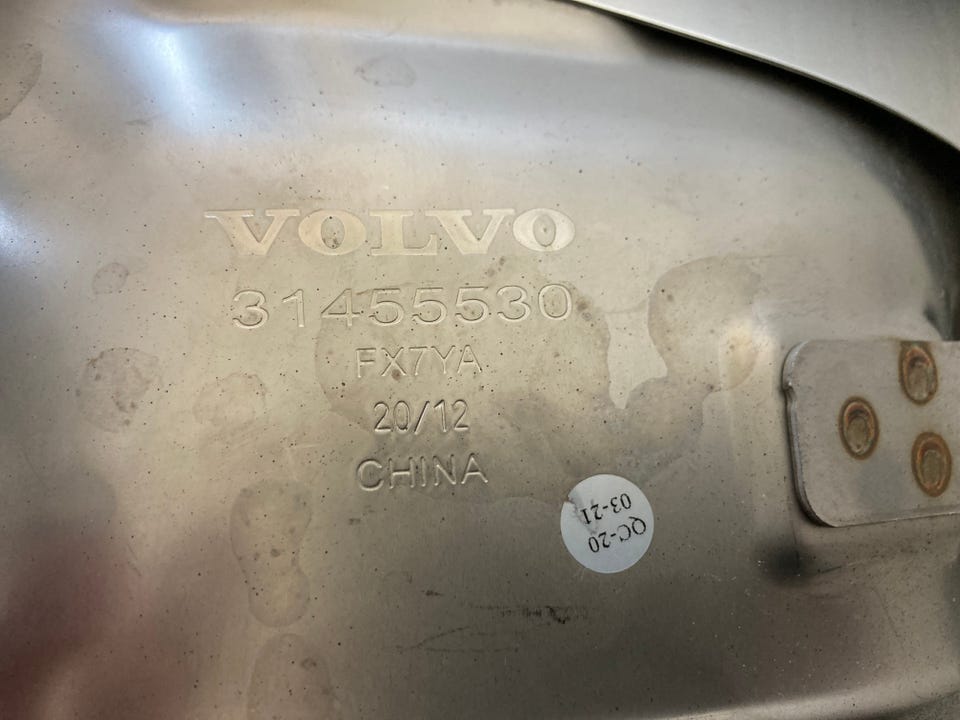 VOLVO
31455530
FX7YA
20/12
CHINA
QC-20
03-21